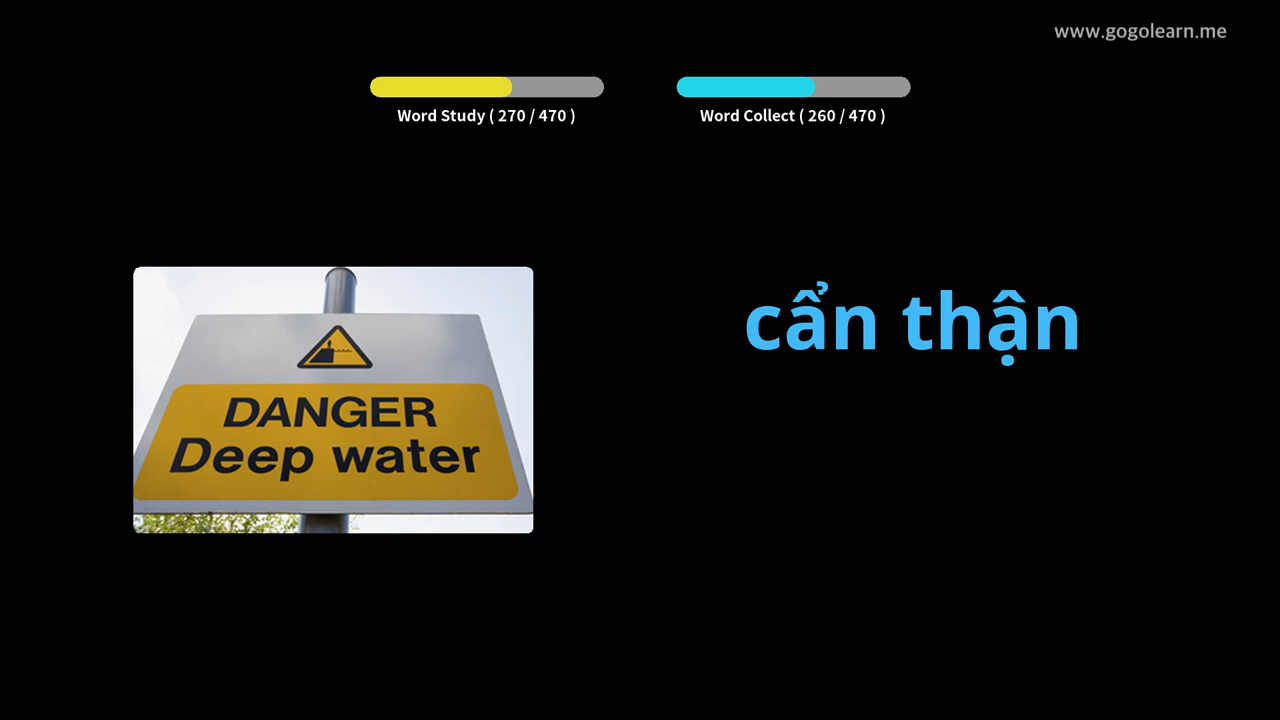 www.gogolearn.me
Word Study ( 270 / 470 )
Word Collect ( 260 / 470 )
DANGER
Deep water
cẩn thận